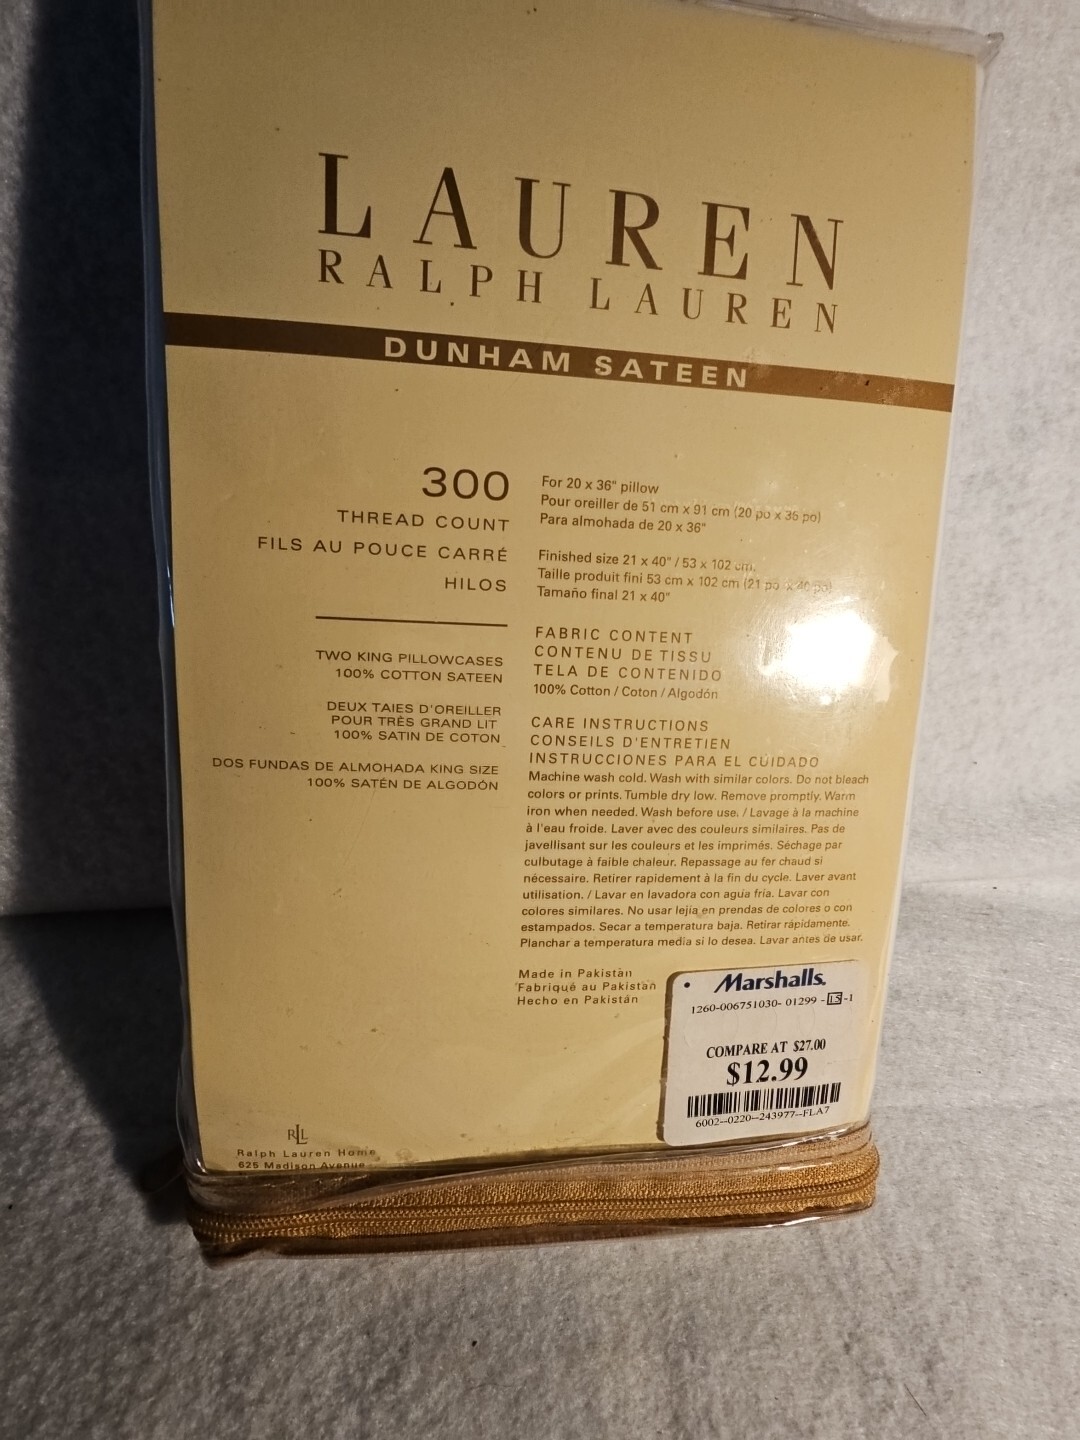 LAUREN
RALPH LAUREN
DUNHAM SATEEN
300
THREAD COUNT
FILS AU POUCE CARRÉ
HILOS
TWO KING PILLOWCASES
100% COTTON SATEEN
DEUX TAIES D'OREILLER
POUR TRÈS GRAND LIT
100% SATIN DE COTON
DOS FUNDAS DE ALMOHADA KING SIZE
100% SATÉN DE ALGODÓN
For 20 x 36" pillow
Pour oreiller de 51 cm x 91 cm (20 po x 36 po)
Para almohada de 20 x 36"
Finished size 21 x 40" / 53 x 102 cm.
Taille produit fini 53 cm x 102 cm (21 po x 40 po)
Tamaño final 21 x 40"
FABRIC CONTENT
CONTENU DE TISSU
TELA DE CONTENIDO
100% Cotton / Coton / Algodón
CARE INSTRUCTIONS
CONSEILS D'ENTRETIEN
INSTRUCCIONES PARA EL CUIDADO
Machine wash cold. Wash with similar colors. Do not bleach
colors or prints. Tumble dry low. Remove promptly. Warm
iron when needed. Wash before use. / Lavage à la machine
à l'eau froide. Laver avec des couleurs similaires. Pas de
javellisant sur les couleurs et les imprimés. Séchage par
culbutage à faible chaleur. Repassage au fer chaud si
nécessaire. Retirer rapidement à la fin du cycle. Laver avant
utilisation. / Lavar en lavadora con agua fria. Lavar con
colores similares. No usar lejia en prendas de colores o con
estampados. Secar a temperatura baja. Retirar rápidamente.
Planchar a temperatura media si lo desea. Lavar antes de usar.
Made in Pakistan
Fabriqué au Pakistan
Hecho en Pakistán
Marshalls.
1260-006751030- 01299 -LS-1
COMPARE AT $27.00
$12.99
6002--0220--243977--FLA7
RLL
Ralph Lauren Home
625 Madison Avenue